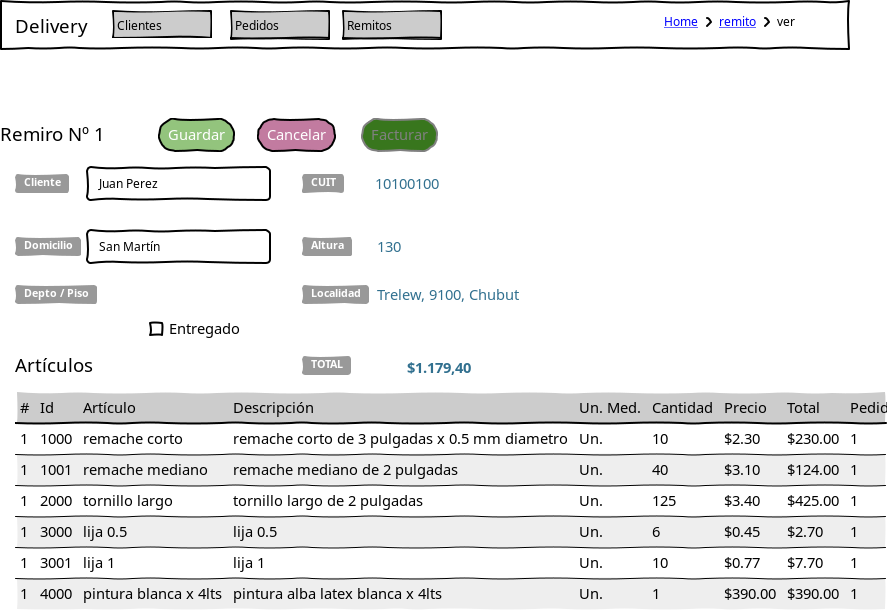 Delivery Clientes Pedidos Remitos Home remito ver
Remiro Nº 1 Guardar Cancelar Facturar
Cliente Juan Perez CUIT 10100100
Domicilio San Martín Altura 130
Depto / Piso Localidad Trelew, 9100, Chubut
Entregado
Artículos TOTAL $1.179,40
# Id Artículo Descripción Un. Med. Cantidad Precio Total Pedid
1 1000 remache corto remache corto de 3 pulgadas x 0.5 mm diametro Un. 10 $2.30 $230.00 1
1 1001 remache mediano remache mediano de 2 pulgadas Un. 40 $3.10 $124.00 1
1 2000 tornillo largo tornillo largo de 2 pulgadas Un. 125 $3.40 $425.00 1
1 3000 lija 0.5 lija 0.5 Un. 6 $0.45 $2.70 1
1 3001 lija 1 lija 1 Un. 10 $0.77 $7.70 1
1 4000 pintura blanca x 4lts pintura alba latex blanca x 4lts Un. 1 $390.00 $390.00 1